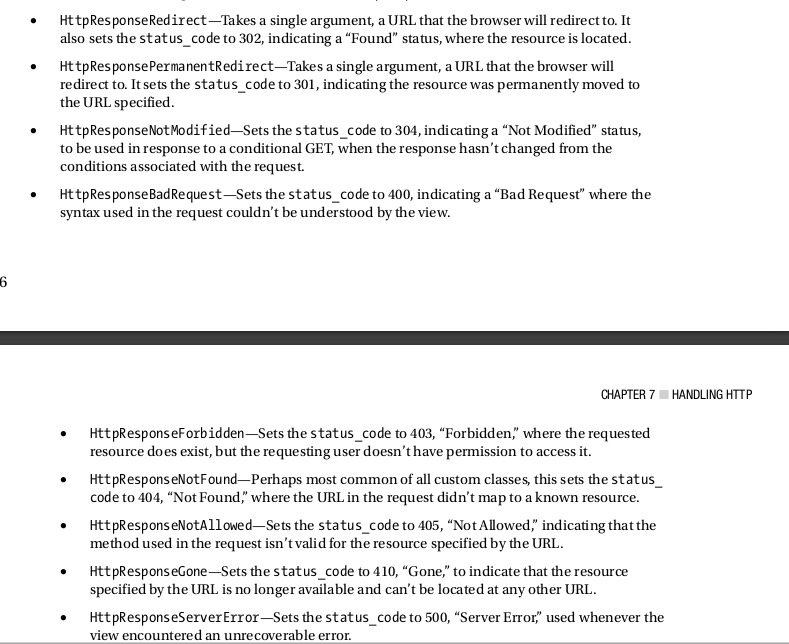 • HttpResponseRedirect—Takes a single argument, a URL that the browser will redirect to. It
also sets the status_code to 302, indicating a “Found” status, where the resource is located.
• HttpResponsePermanentRedirect—Takes a single argument, a URL that the browser will
redirect to. It sets the status_code to 301, indicating the resource was permanently moved to
the URL specified.
• HttpResponseNotModified—Sets the status_code to 304, indicating a “Not Modified” status,
to be used in response to a conditional GET, when the response hasn’t changed from the
conditions associated with the request.
• HttpResponseBadRequest—Sets the status_code to 400, indicating a “Bad Request” where the
syntax used in the request couldn’t be understood by the view.
6
CHAPTER 7 ■ HANDLING HTTP
• HttpResponseForbidden—Sets the status_code to 403, “Forbidden,” where the requested
resource does exist, but the requesting user doesn’t have permission to access it.
• HttpResponseNotFound—Perhaps most common of all custom classes, this sets the status_
code to 404, “Not Found,” where the URL in the request didn’t map to a known resource.
• HttpResponseNotAllowed—Sets the status_code to 405, “Not Allowed,” indicating that the
method used in the request isn’t valid for the resource specified by the URL.
• HttpResponseGone—Sets the status_code to 410, “Gone,” to indicate that the resource
specified by the URL is no longer available and can’t be located at any other URL.
• HttpResponseServerError—Sets the status_code to 500, “Server Error,” used whenever the
view encountered an unrecoverable error.